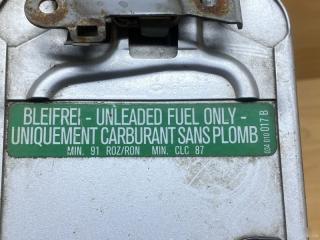 BLEIFREI - UNLEADED FUEL ONLY -
UNIQUEMENT CARBURANT SANS PLOMB
MIN. 91 ROZ/RON MIN. CLC 87